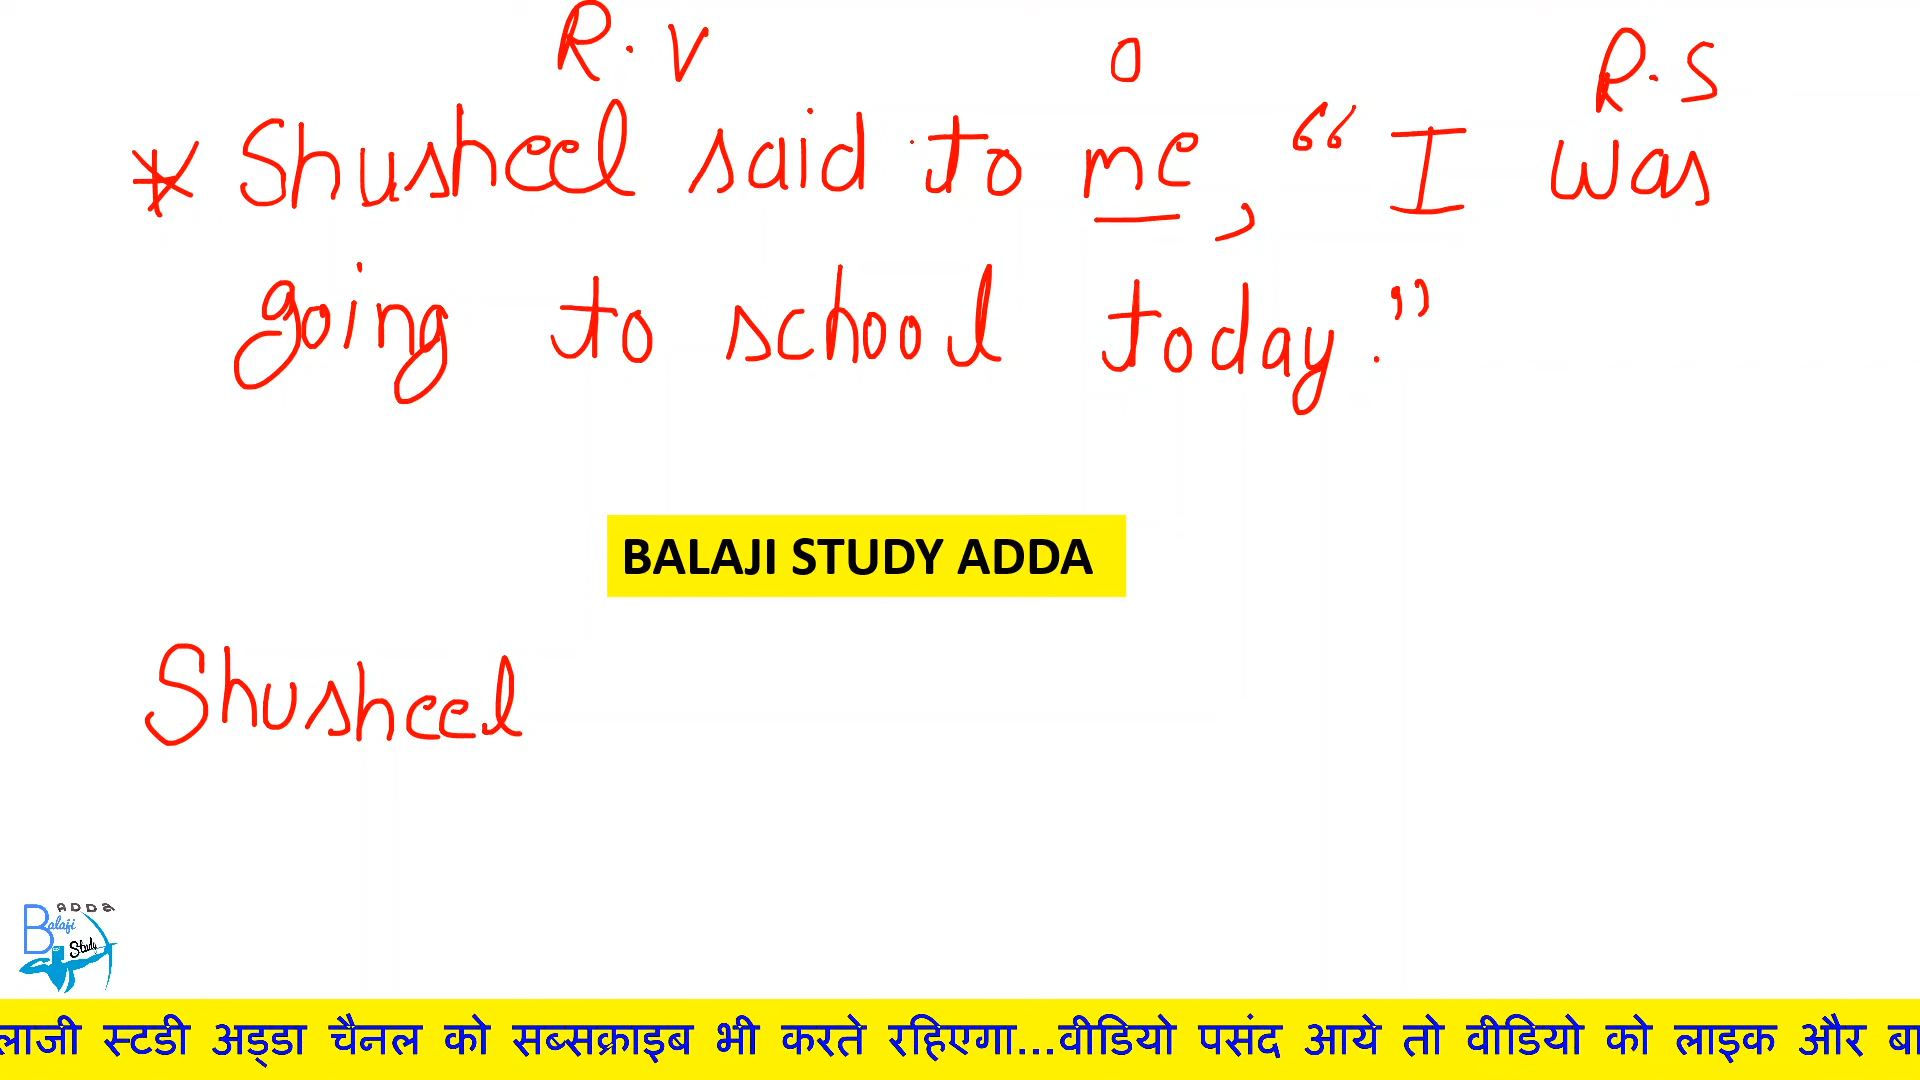 R.V O R.S
* Shusheel said to me, “I was
going to school today.”
BALAJI STUDY ADDA
Shusheel
ADDA
Balaji
Study
लाजी स्टडी अड्डा चैनल को सब्सक्राइब भी करते रहिएगा...वीडियो पसंद आये तो वीडियो को लाइक और बा